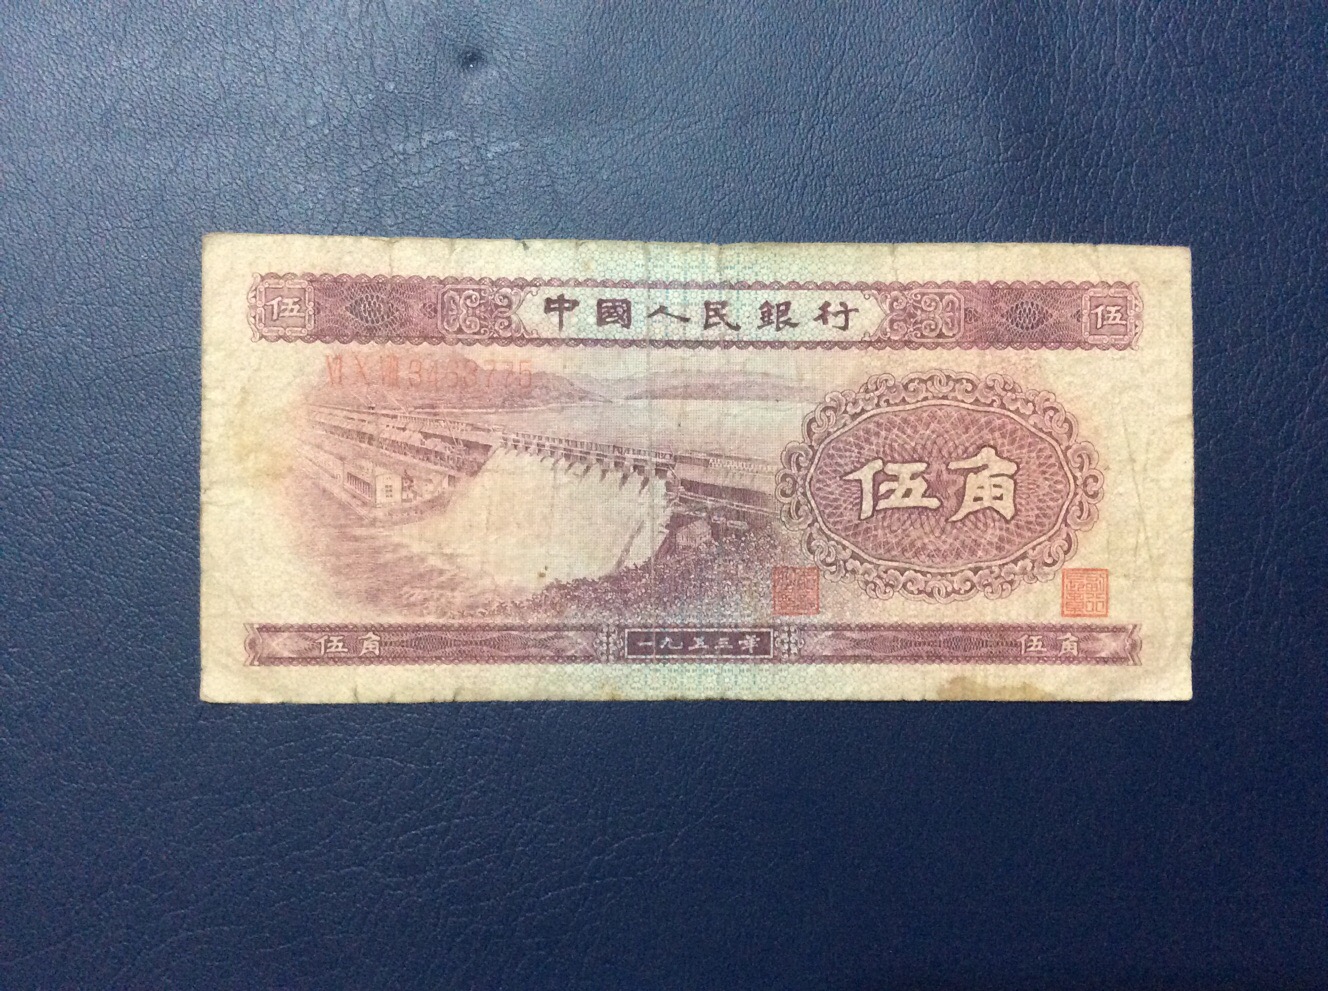 伍 中國人民銀行 伍
伍角
伍角 一九五三年 伍角